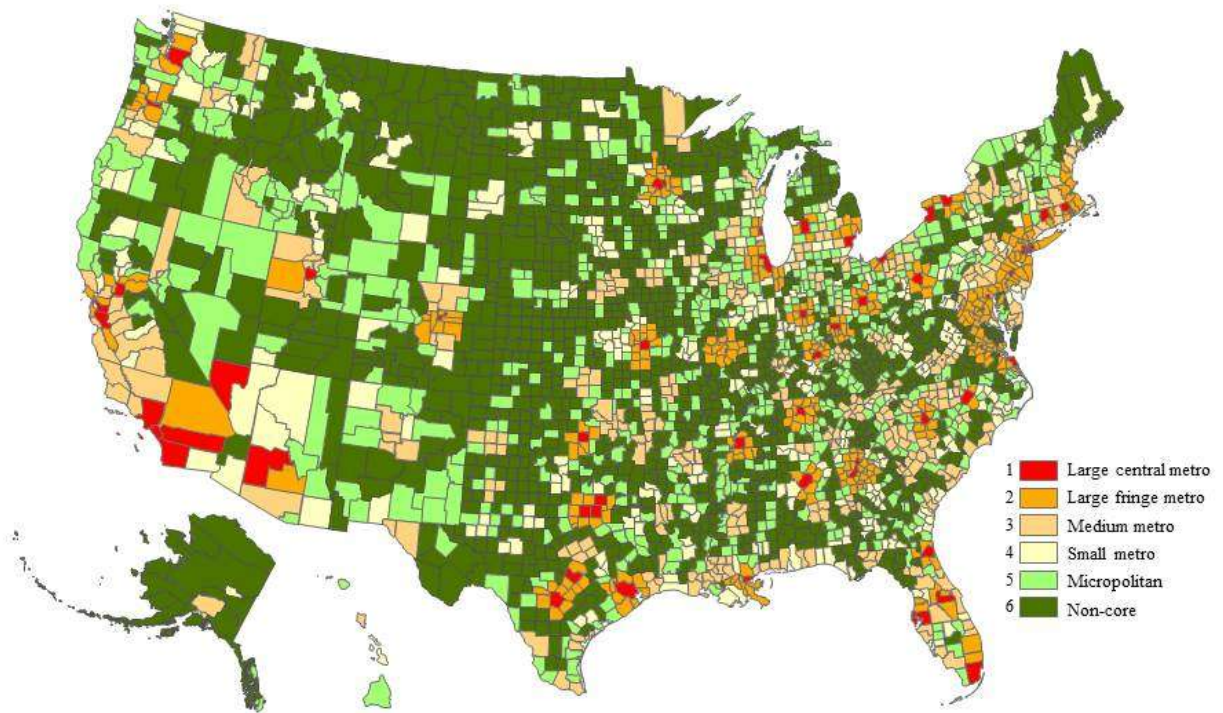 1 Large central metro
2 Large fringe metro
3 Medium metro
4 Small metro
5 Micropolitan
6 Non-core